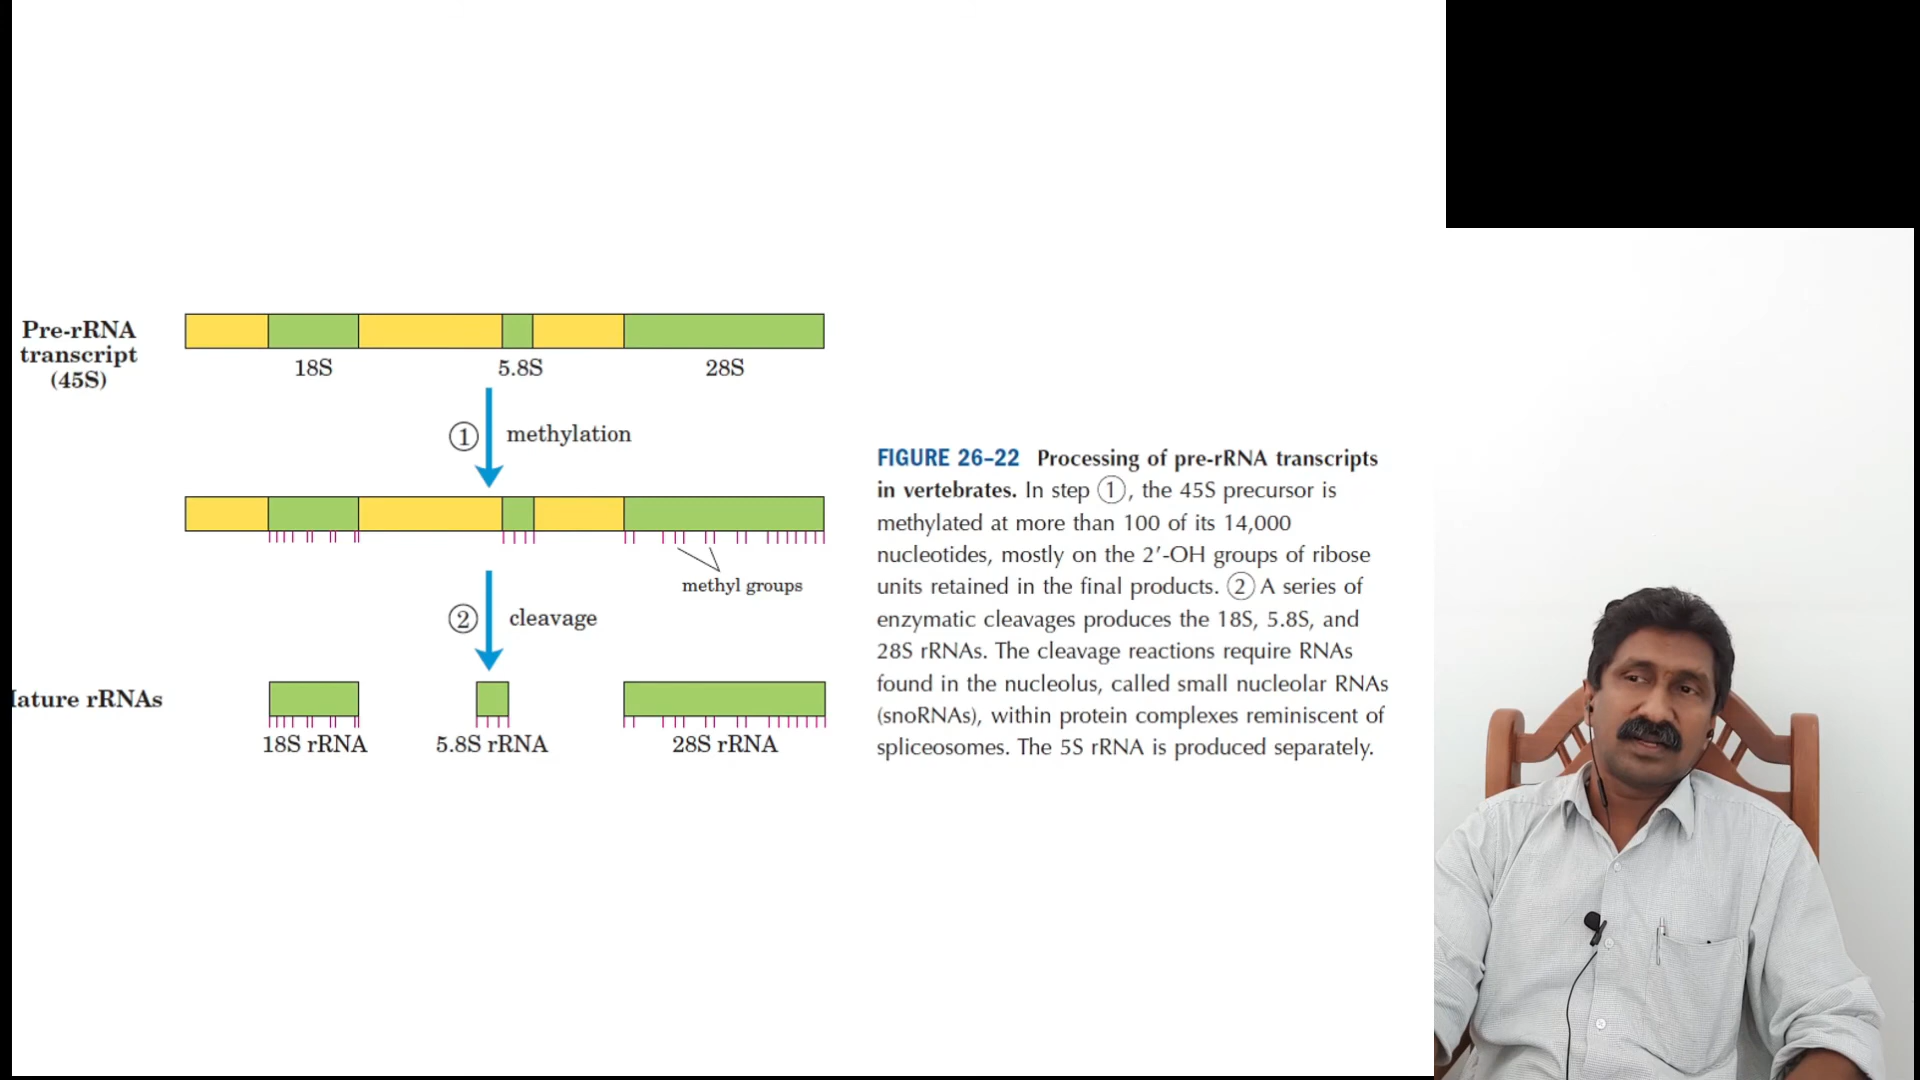 Pre-rRNA
transcript
(45S)
18S
5.8S
28S
1
methylation
methyl groups
2
cleavage
ature rRNAs
18S rRNA
5.8S rRNA
28S rRNA
FIGURE 26–22 Processing of pre-rRNA transcripts
in vertebrates. In step 1, the 45S precursor is
methylated at more than 100 of its 14,000
nucleotides, mostly on the 2′-OH groups of ribose
units retained in the final products. 2 A series of
enzymatic cleavages produces the 18S, 5.8S, and
28S rRNAs. The cleavage reactions require RNAs
found in the nucleolus, called small nucleolar RNAs
(snoRNAs), within protein complexes reminiscent of
spliceosomes. The 5S rRNA is produced separately.